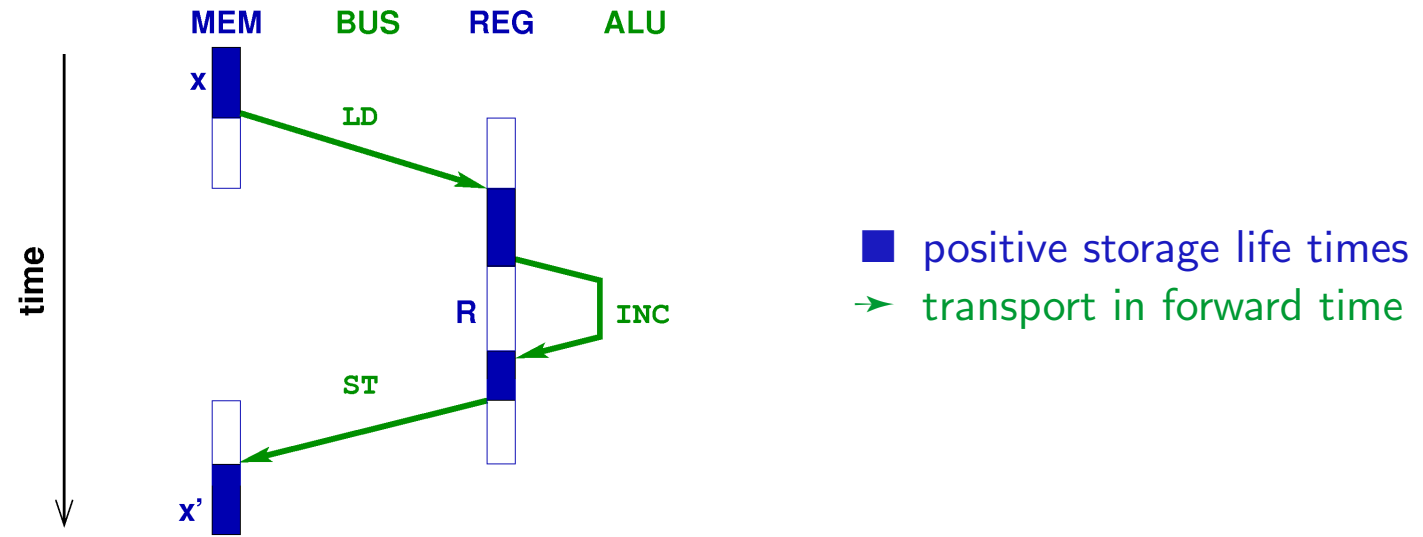 MEM BUS REG ALU
x
LD
time
positive storage life times
transport in forward time
R
INC
ST
x'